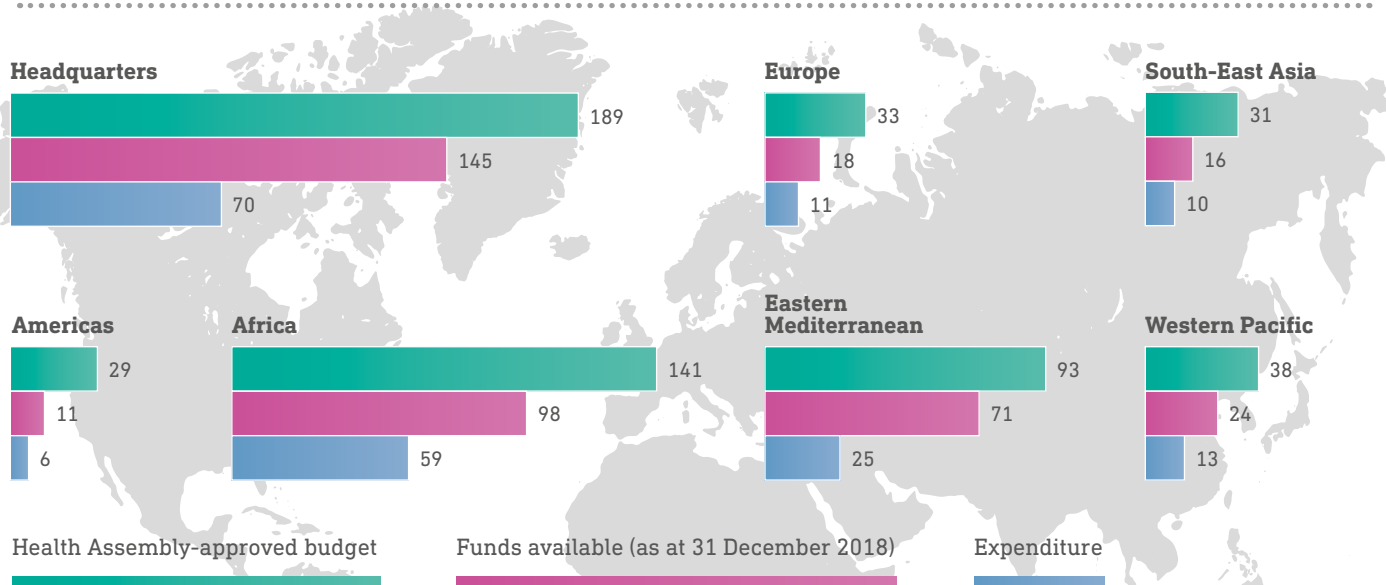 Headquarters
189
145
70
Europe
33
18
11
South-East Asia
31
16
10
Americas
29
11
6
Africa
141
98
59
Eastern
Mediterranean
93
71
25
Western Pacific
38
24
13
Health Assembly-approved budget
Funds available (as at 31 December 2018)
Expenditure